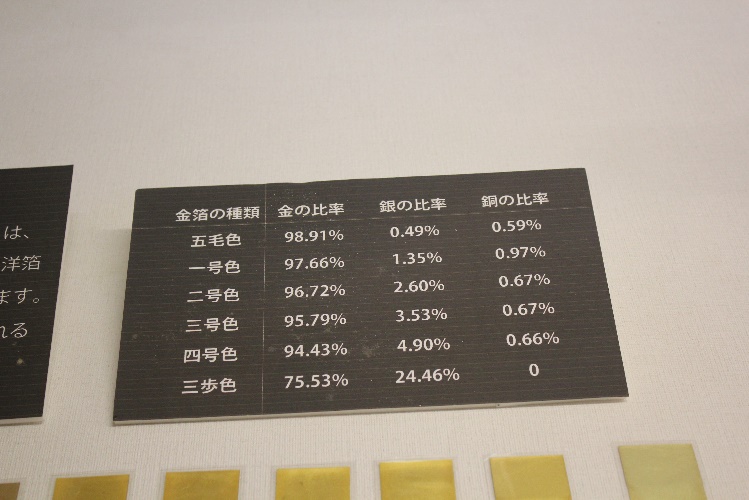 は、
洋箔
ます。
れる
金箔の種類 金の比率 銀の比率 銅の比率
五毛色 98.91% 0.49% 0.59%
一号色 97.66% 1.35% 0.97%
二号色 96.72% 2.60% 0.67%
三号色 95.79% 3.53% 0.67%
四号色 94.43% 4.90% 0.66%
三歩色 75.53% 24.46% 0